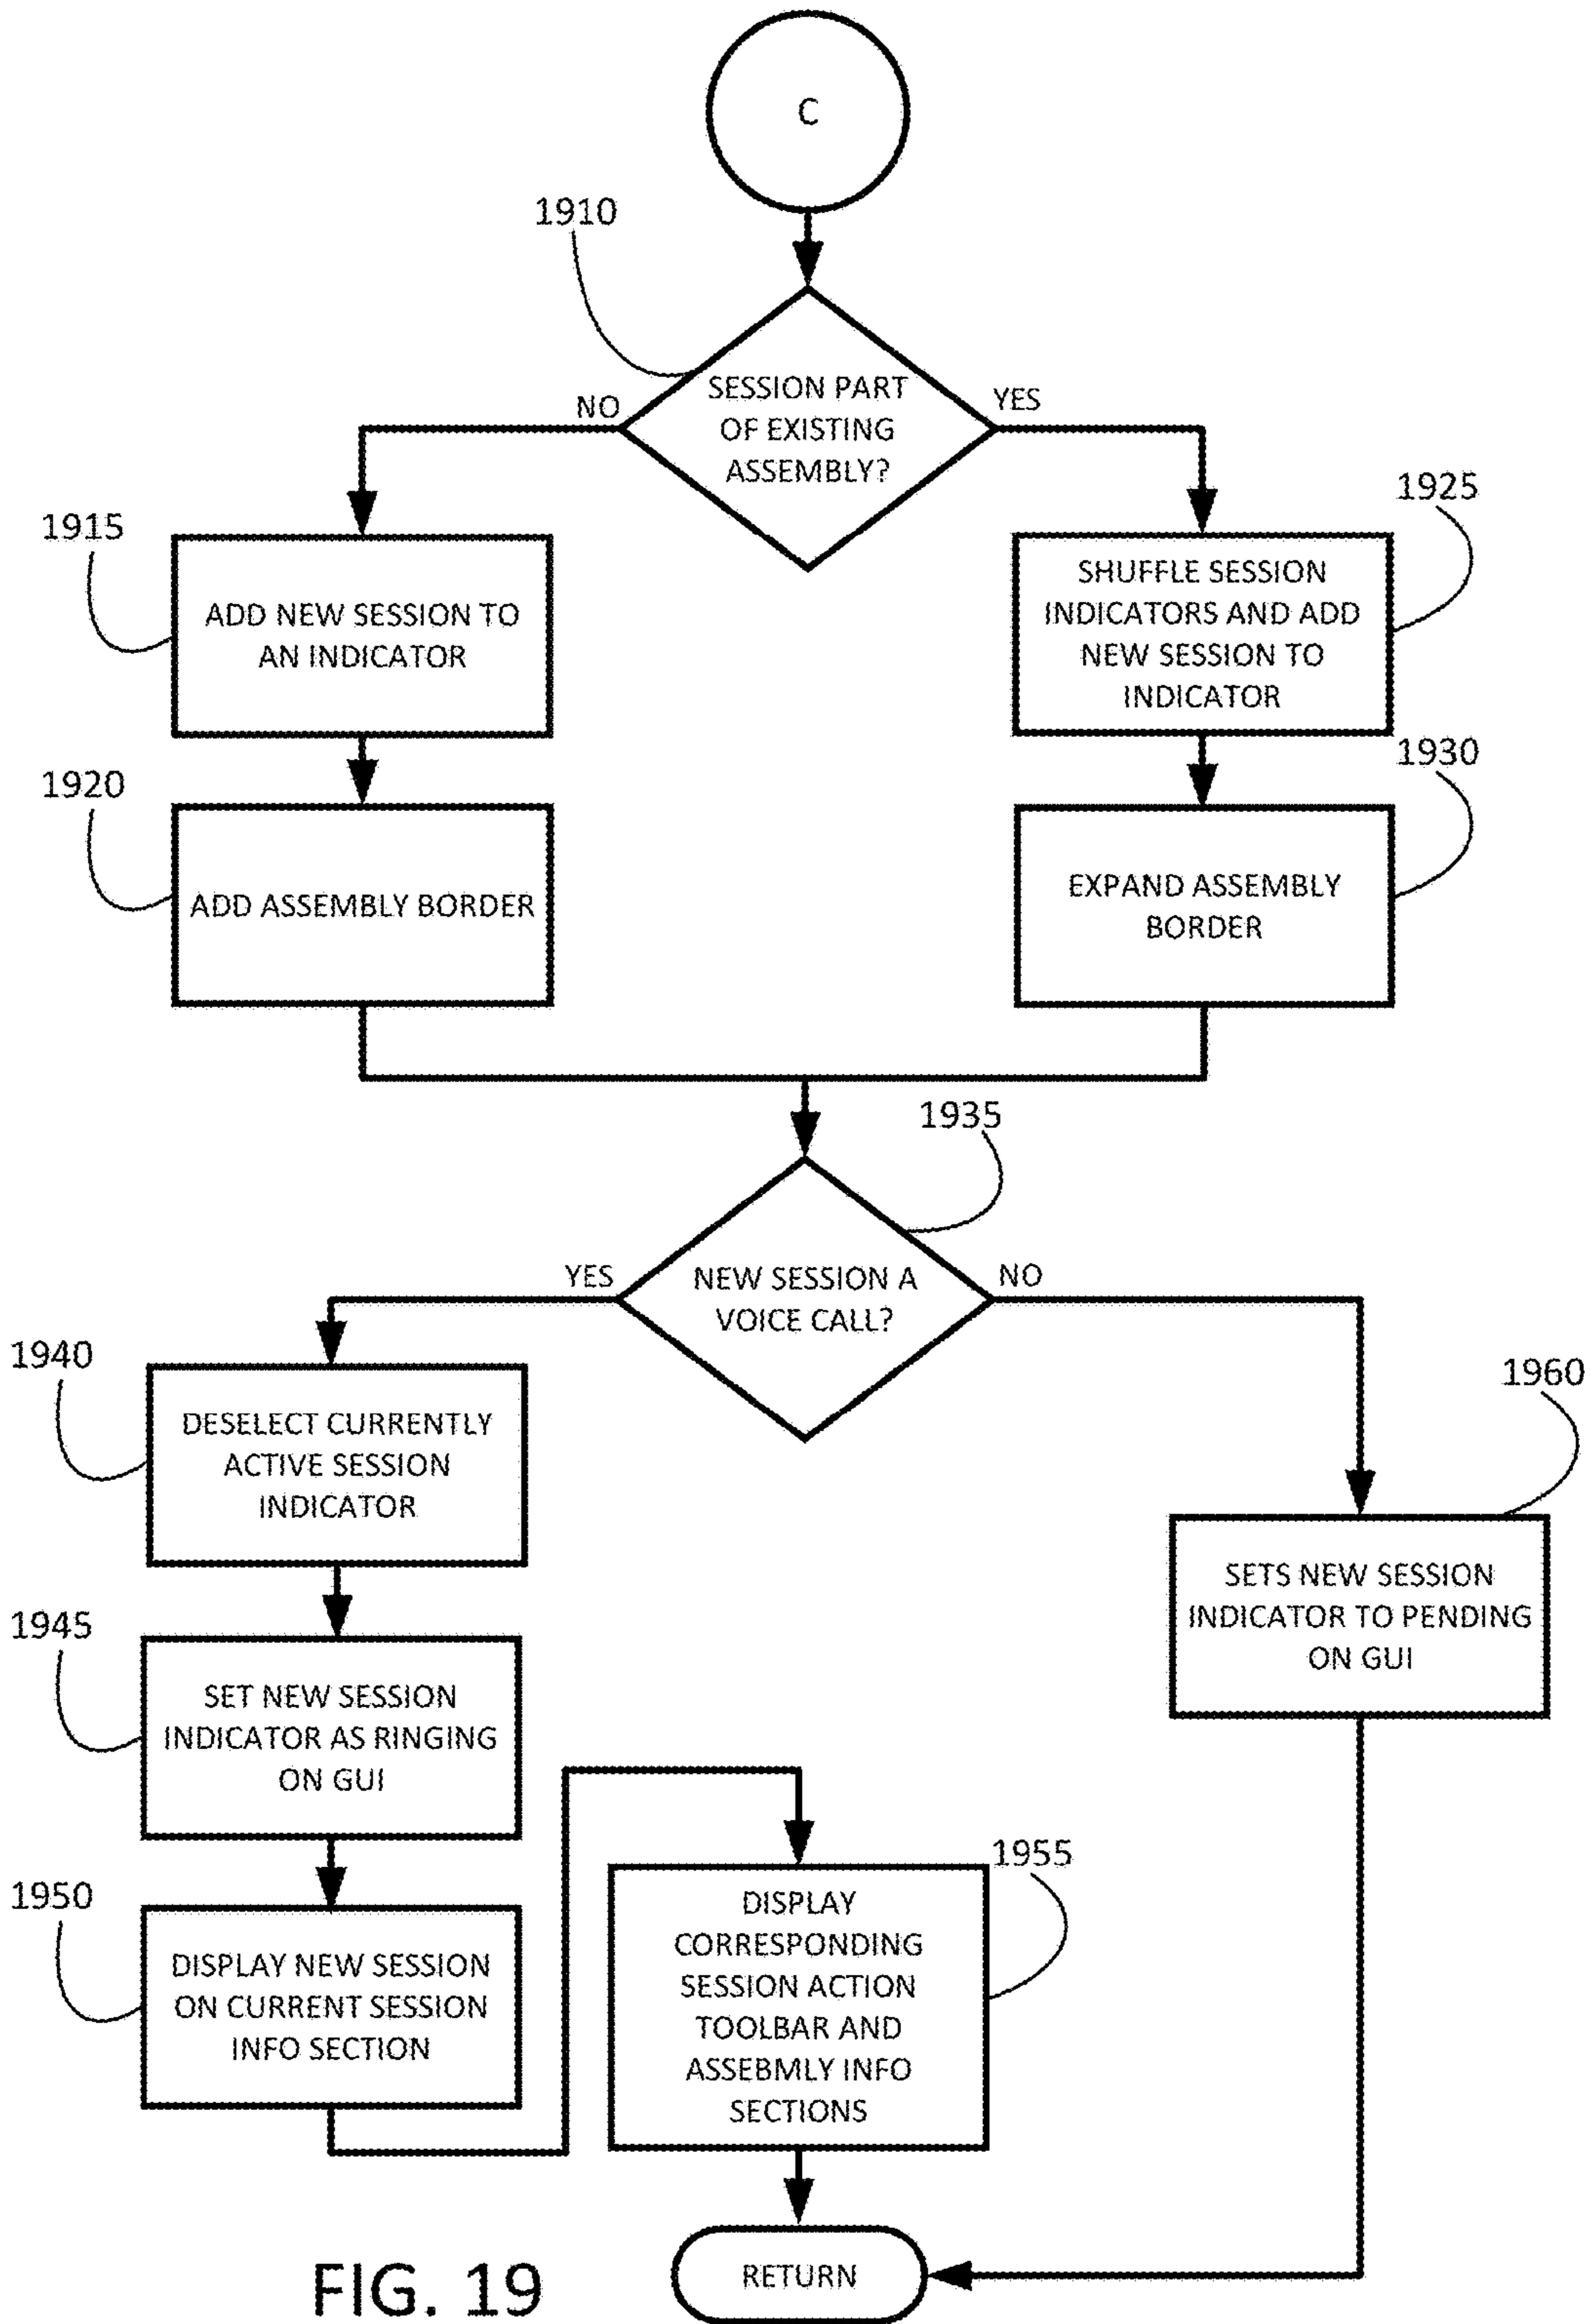 C
1910
SESSION PART
OF EXISTING
ASSEMBLY?
NO
YES
1915
ADD NEW SESSION TO
AN INDICATOR
1925
SHUFFLE SESSION
INDICATORS AND ADD
NEW SESSION TO
INDICATOR
1920
ADD ASSEMBLY BORDER
1930
EXPAND ASSEMBLY
BORDER
1935
NEW SESSION A
VOICE CALL?
YES
NO
1940
DESELECT CURRENTLY
ACTIVE SESSION
INDICATOR
1960
SETS NEW SESSION
INDICATOR TO PENDING
ON GUI
1945
SET NEW SESSION
INDICATOR AS RINGING
ON GUI
1950
DISPLAY NEW SESSION
ON CURRENT SESSION
INFO SECTION
1955
DISPLAY
CORRESPONDING
SESSION ACTION
TOOLBAR AND
ASSEBMLY INFO
SECTIONS
RETURN
FIG. 19